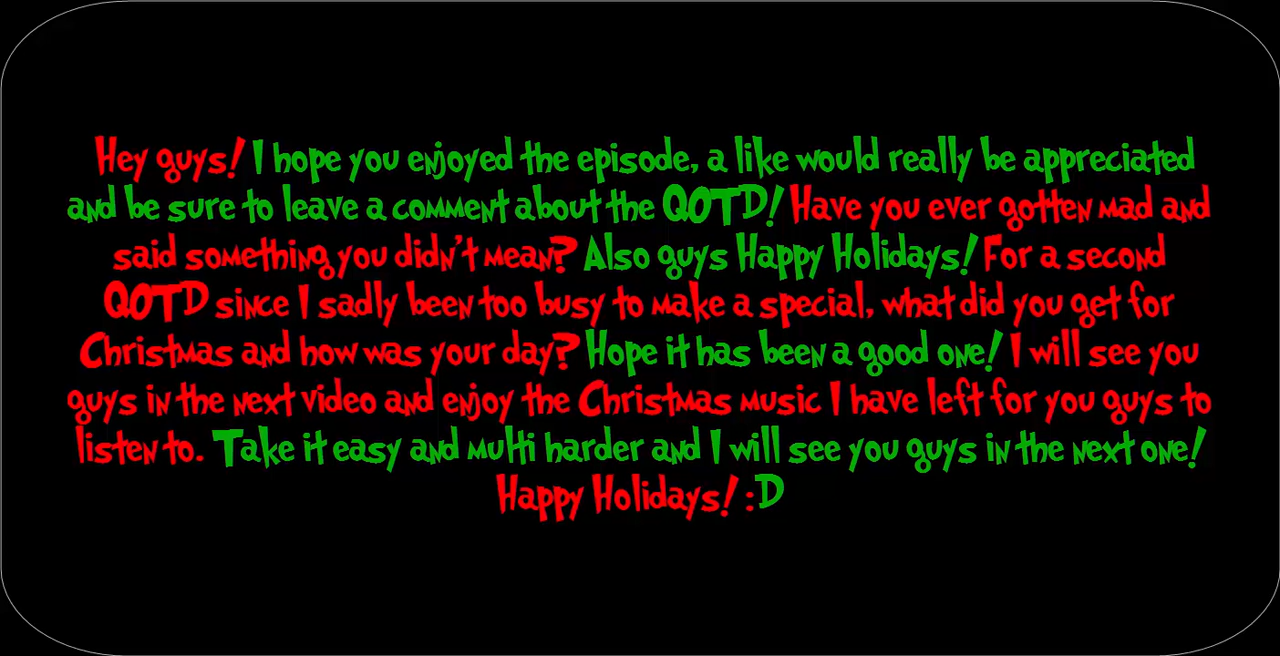 Hey guys! I hope you enjoyed the episode, a like would really be appreciated
and be sure to leave a comment about the QOTD! Have you ever gotten mad and
said something you didn't mean? Also guys Happy Holidays! For a second
QOTD since I sadly been too busy to make a special, what did you get for
Christmas and how was your day? Hope it has been a good one! I will see you
guys in the next video and enjoy the Christmas music I have left for you guys to
listen to. Take it easy and multi harder and I will see you guys in the next one!
Happy Holidays! :D